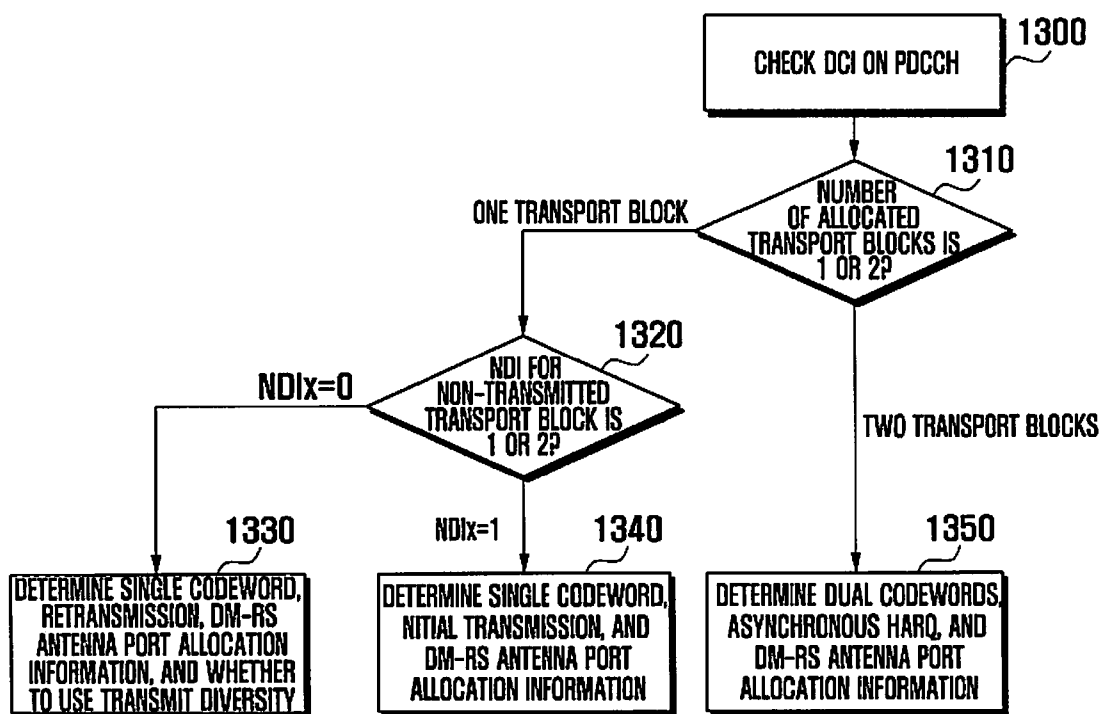 1300
CHECK DCI ON PDCCH
1310
NUMBER
OF ALLOCATED
TRANSPORT BLOCKS IS
1 OR 2?
ONE TRANSPORT BLOCK
1320
NDI FOR
NON-TRANSMITTED
TRANSPORT BLOCK IS
1 OR 2?
NDIx=0
TWO TRANSPORT BLOCKS
NDIx=1
1330
DETERMINE SINGLE CODEWORD,
RETRANSMISSION, DM-RS
ANTENNA PORT ALLOCATION
INFORMATION, AND WHETHER
TO USE TRANSMIT DIVERSITY
1340
DETERMINE SINGLE CODEWORD,
NITIAL TRANSMISSION, AND
DM-RS ANTENNA PORT
ALLOCATION INFORMATION
1350
DETERMINE DUAL CODEWORDS,
ASYNCHRONOUS HARQ, AND
DM-RS ANTENNA PORT
ALLOCATION INFORMATION